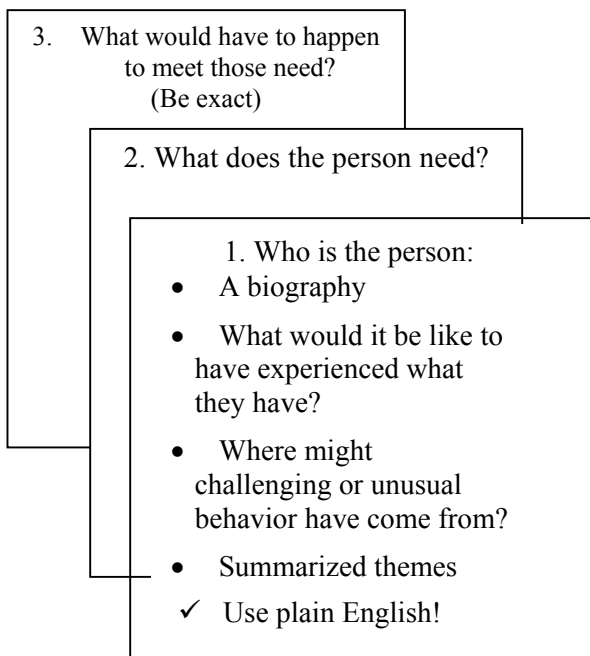 3. What would have to happen
to meet those need?
(Be exact)
2. What does the person need?
1. Who is the person:
• A biography
• What would it be like to
have experienced what
they have?
• Where might
challenging or unusual
behavior have come from?
• Summarized themes
✓ Use plain English!